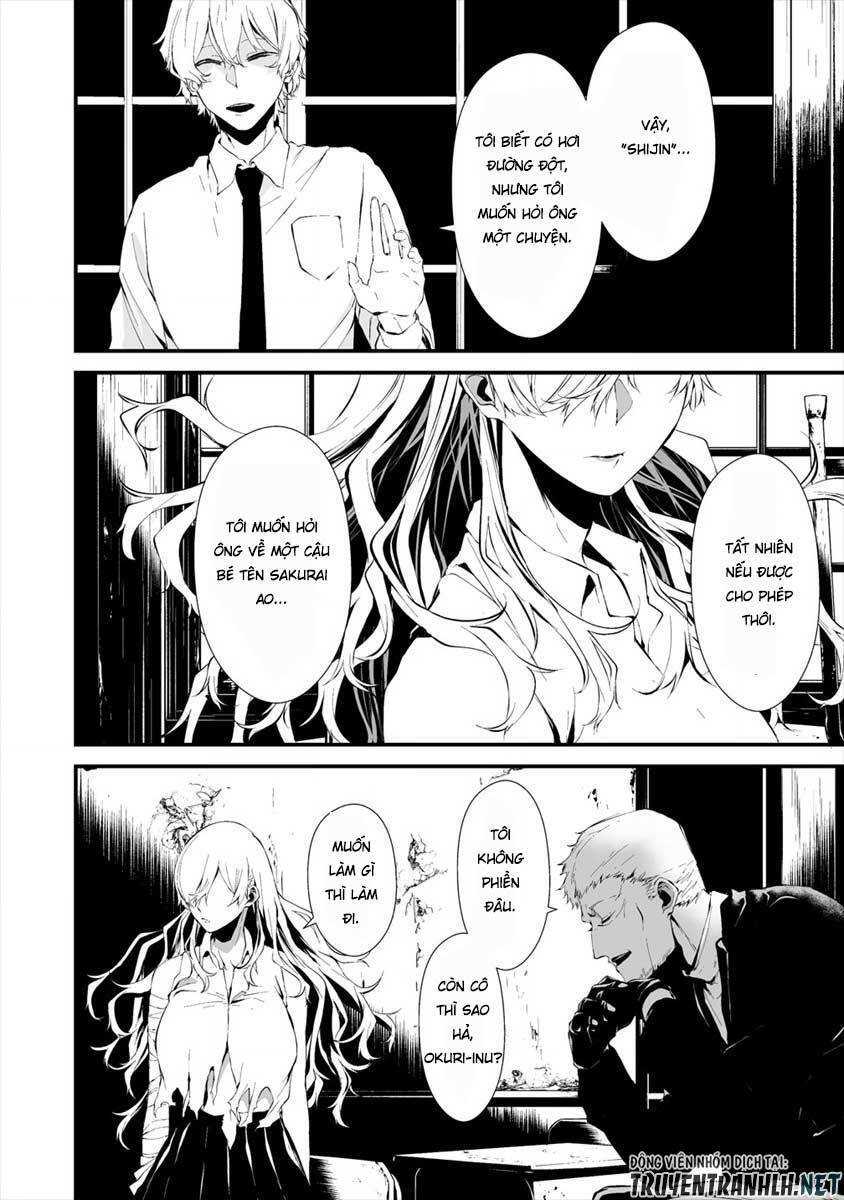 VẬY,
"SHIJIN"...
TÔI BIẾT CÓ HƠI
ĐƯỜNG ĐỘT,
NHƯNG TÔI
MUỐN HỎI ÔNG
MỘT CHUYỆN.
TẤT NHIÊN
NẾU ĐƯỢC
CHO PHÉP
THÔI.
TÔI MUỐN HỎI
ÔNG VỀ MỘT CẬU
BÉ TÊN SAKURAI
AO...
TÔI
KHÔNG
PHIỀN
ĐÂU.
CÒN CÔ
THÌ SAO
HẢ,
OKURI-INU?
MUỐN
LÀM GÌ
THÌ LÀM
ĐI.
ĐỘNG VIÊN NHÓM DỊCH TẠI:
TRUYENTRANHLH.NET